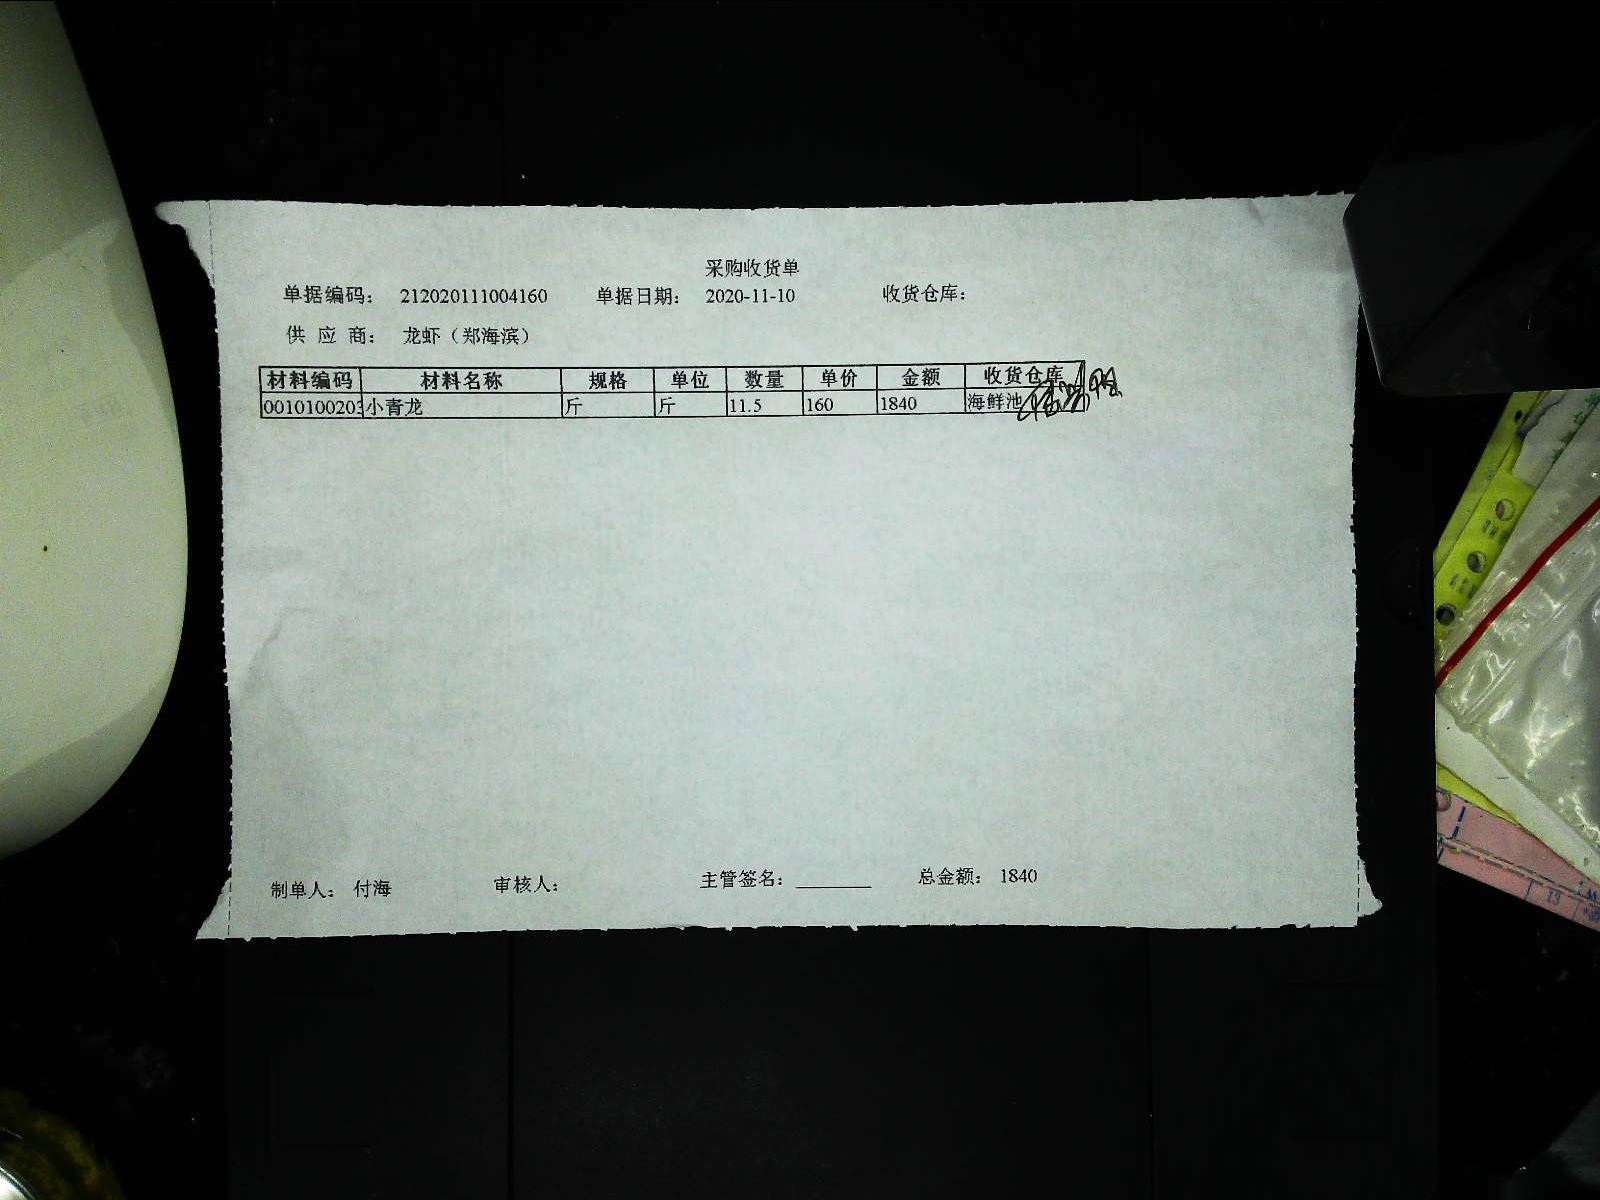 采购收货单
单据编码： 212020111004160 单据日期： 2020-11-10 收货仓库：
供 应 商： 龙虾（郑海滨）
材料编码 材料名称 规格 单位 数量 单价 金额 收货仓库
0010100203 小青龙 斤 斤 11.5 160 1840 海鲜池
制单人： 付海 审核人： 主管签名： 总金额： 1840